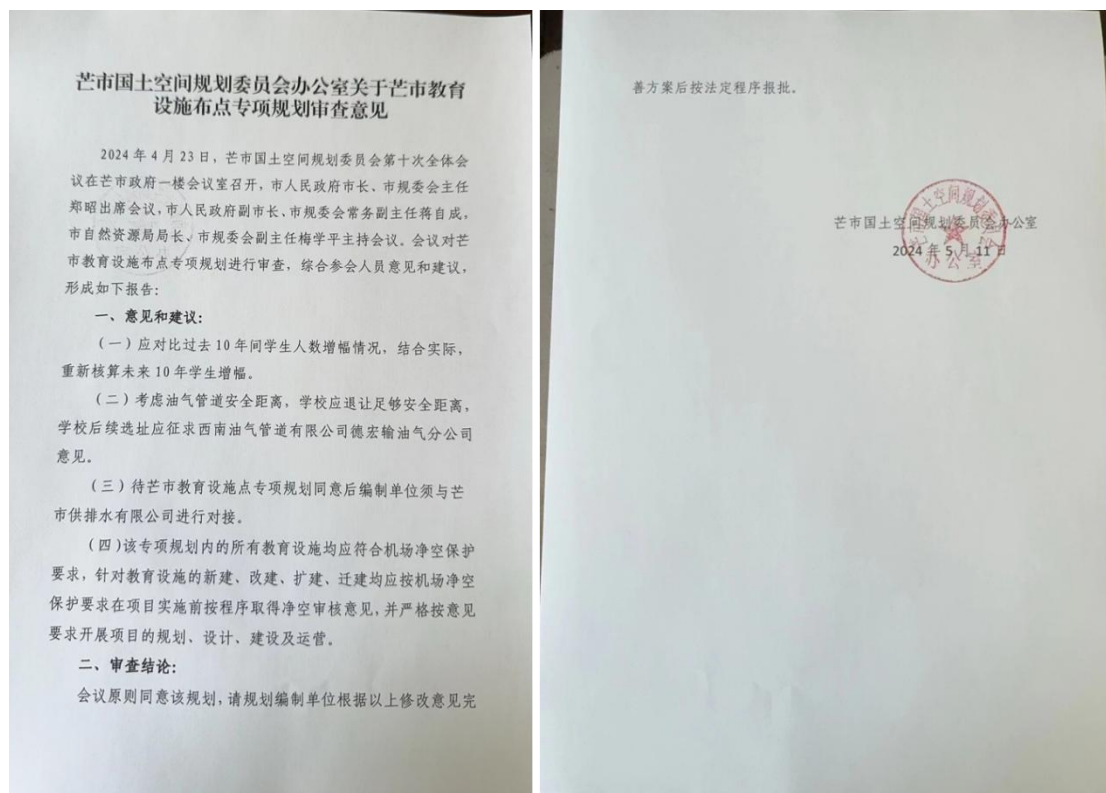 芒市国土空间规划委员会办公室关于芒市教育
设施布点专项规划审查意见
2024年4月23日，芒市国土空间规划委员会第十次全体会
议在芒市政府一楼会议室召开，市人民政府市长、市规委会主任
郑昭出席会议，市人民政府副市长、市规委会常务副主任蒋自成，
市自然资源局局长、市规委会副主任梅学平主持会议。会议对芒
市教育设施布点专项规划进行审查，综合参会人员意见和建议，
形成如下报告：
一、意见和建议：
（一）应对比过去10年间学生人数增幅情况，结合实际，
重新核算未来10年学生增幅。
（二）考虑油气管道安全距离，学校应退让足够安全距离，
学校后续选址应征求西南油气管道有限公司德宏输油气分公司
意见。
（三）待芒市教育设施点专项规划同意后编制单位须与芒
市供排水有限公司进行对接。
（四)该专项规划内的所有教育设施均应符合机场净空保护
要求，针对教育设施的新建、改建、扩建、迁建均应按机场净空
保护要求在项目实施前按程序取得净空审核意见，并严格按意见
要求开展项目的规划、设计、建设及运营。
二、审查结论：
会议原则同意该规划，请规划编制单位根据以上修改意见完
善方案后按法定程序报批。
芒市国土空间规划委员会办公室
2024年5月11日
芒市国土空间规划委员会
办公室